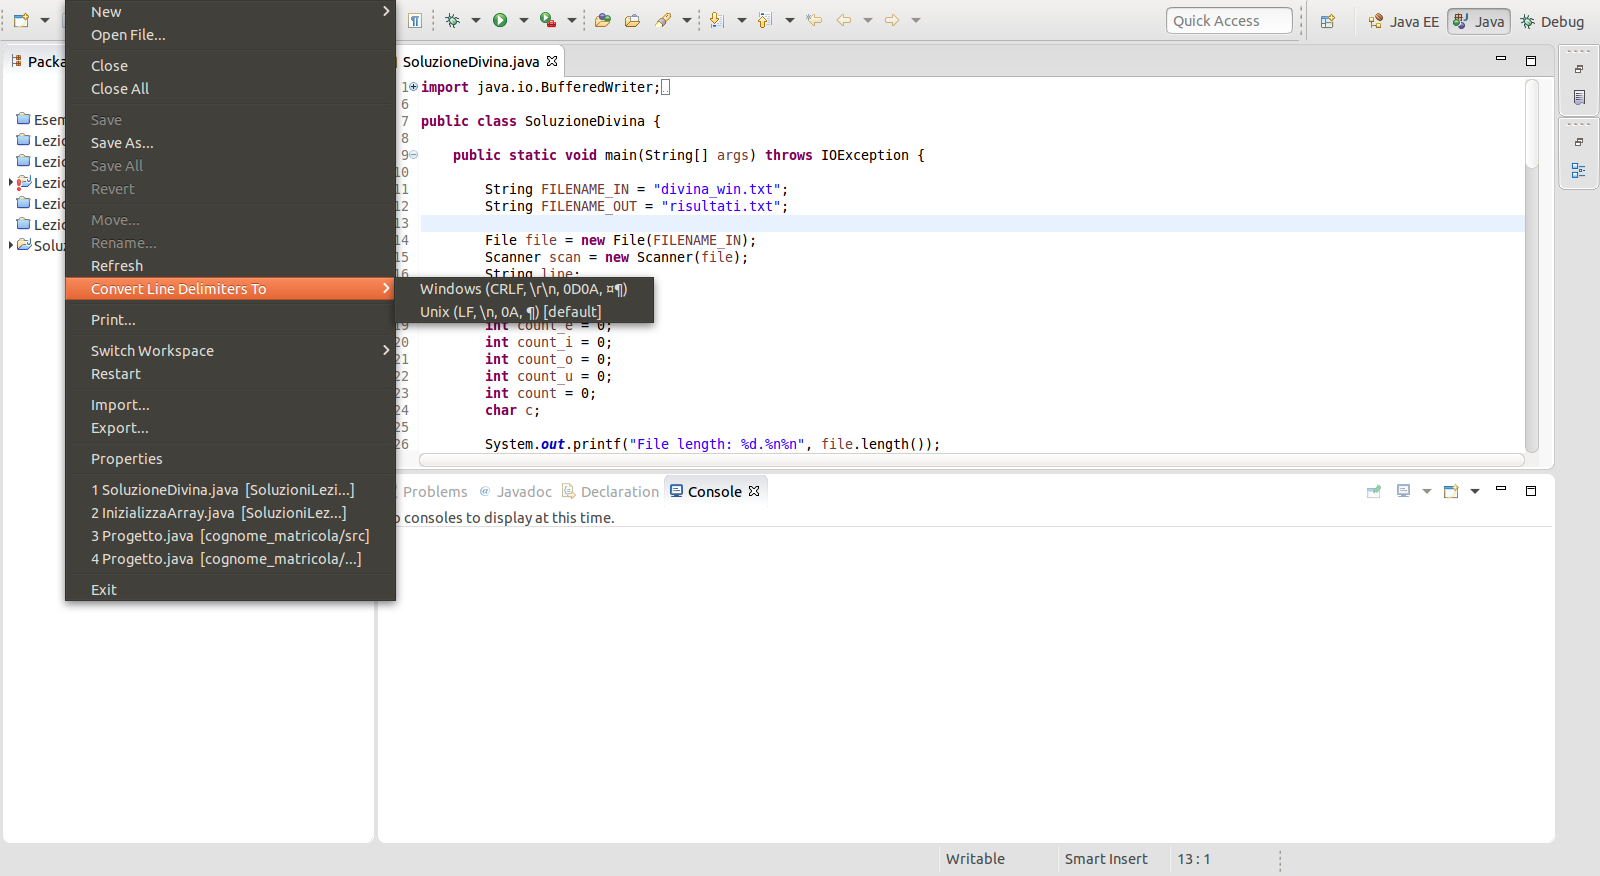 New
Open File...
Close
Close All
Save
Save As...
Save All
Revert
Move...
Rename...
Refresh
Convert Line Delimiters To
Print...
Switch Workspace
Restart
Import...
Export...
Properties
1 SoluzioneDivina.java [SoluzioniLezi...]
2 InizializzaArray.java [SoluzioniLez...]
3 Progetto.java [cognome_matricola/src]
4 Progetto.java [cognome_matricola/...]
Exit
Windows (CRLF, \r\n, 0D0A, ¤¶)
Unix (LF, \n, 0A, ¶) [default]
Quick Access
Java EE
Java
Debug
Packa
Esem
Lezio
Lezio
Lezio
Lezio
Lezio
Soluz
SoluzioneDivina.java
1 import java.io.BufferedWriter;
6
7 public class SoluzioneDivina {
8
9 public static void main(String[] args) throws IOException {
10
11 String FILENAME_IN = "divina_win.txt";
12 String FILENAME_OUT = "risultati.txt";
13
14 File file = new File(FILENAME_IN);
15 Scanner scan = new Scanner(file);
16 String line;
19 int count_e = 0;
20 int count_i = 0;
21 int count_o = 0;
22 int count_u = 0;
23 int count = 0;
24 char c;
25
26 System.out.printf("File length: %d.%n%n", file.length());
Problems
@ Javadoc
Declaration
Console
o consoles to display at this time.
Writable
Smart Insert
13 : 1